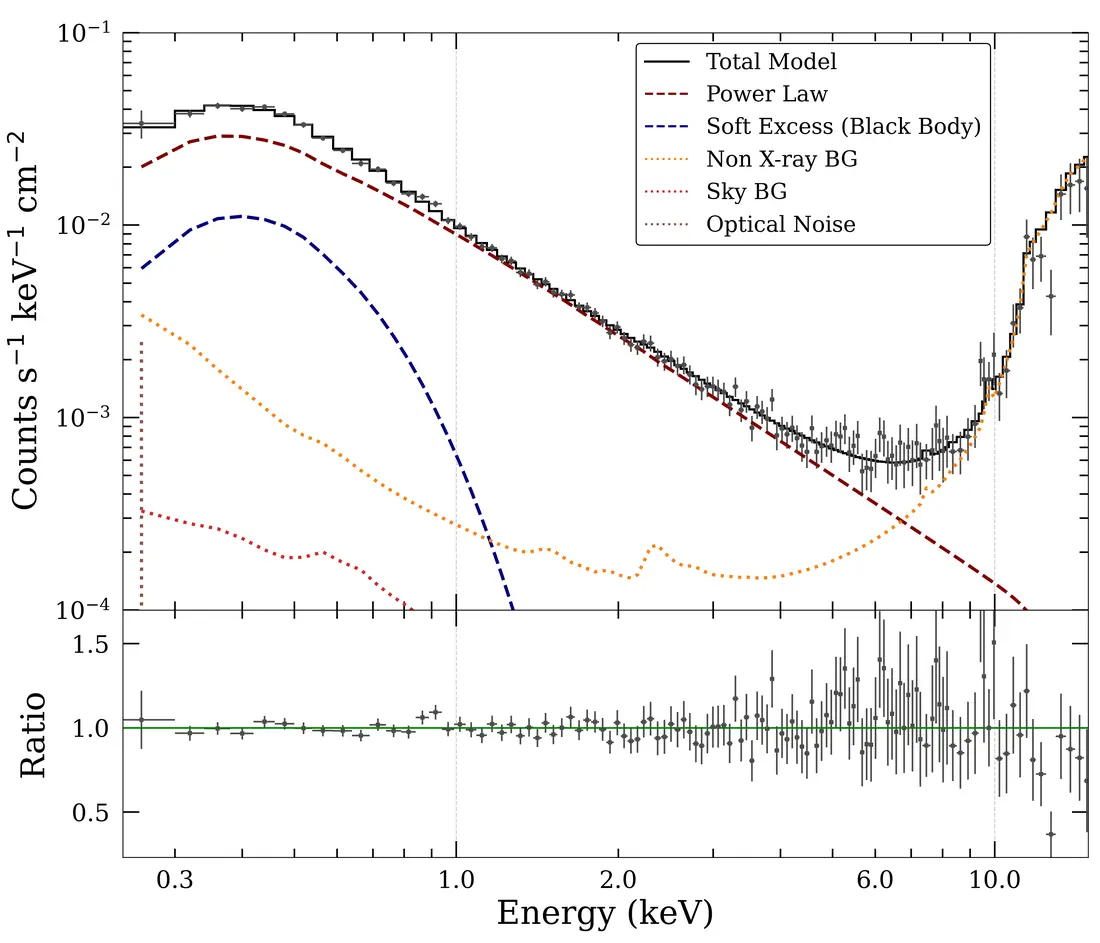 10⁻¹
10⁻²
10⁻³
10⁻⁴
Counts s⁻¹ keV⁻¹ cm⁻²
Total Model
Power Law
Soft Excess (Black Body)
Non X-ray BG
Sky BG
Optical Noise
1.5
1.0
0.5
Ratio
0.3
1.0
2.0
6.0
10.0
Energy (keV)